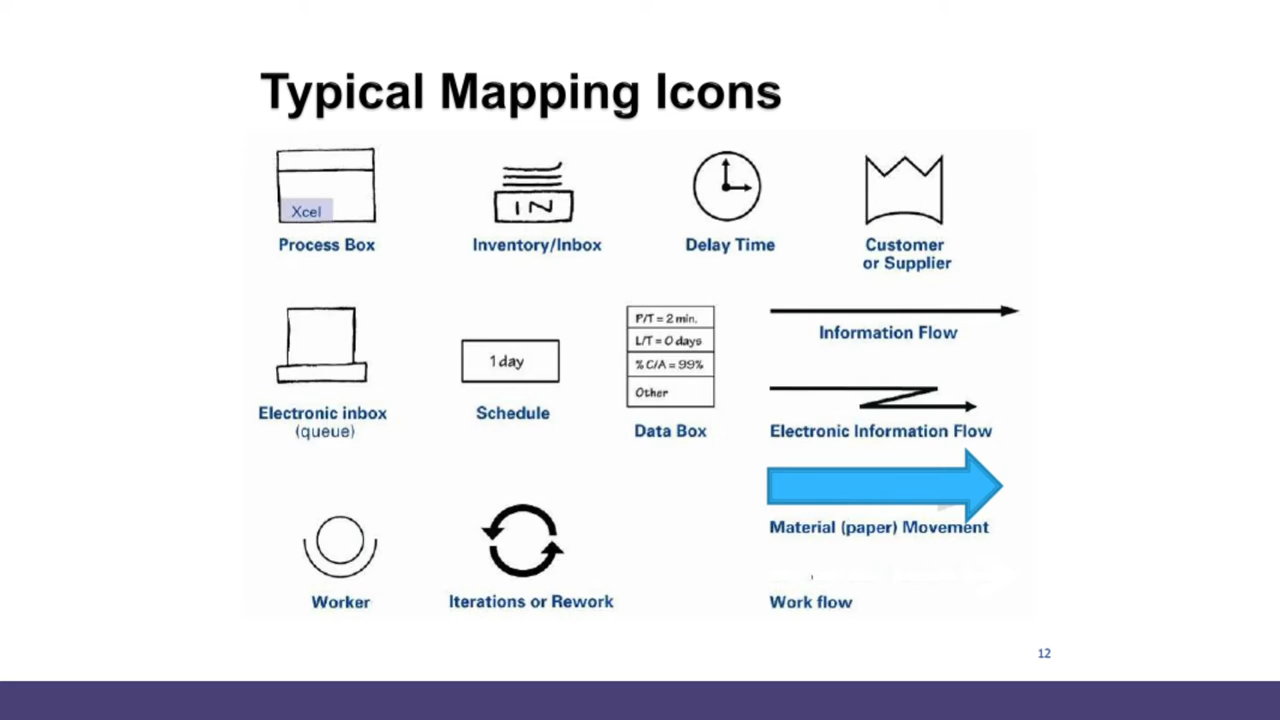 Typical Mapping Icons
Xcel
Process Box
IN
Inventory/Inbox
Delay Time
Customer
or Supplier
Electronic inbox
(queue)
1 day
Schedule
P/T = 2 min.
L/T = 0 days
% C/A = 99%
Other
Data Box
Information Flow
Electronic Information Flow
Material (paper) Movement
Worker
Iterations or Rework
Work flow
12